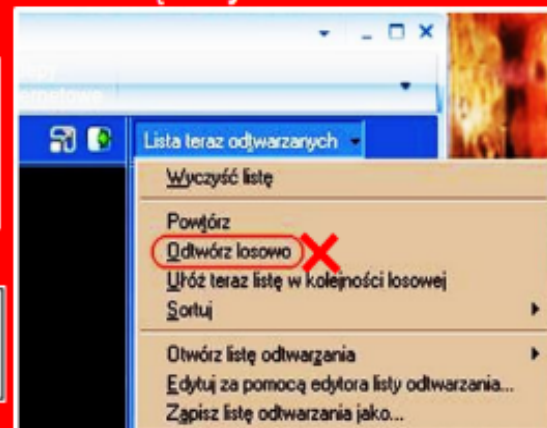 Lista teraz odtwarzanych
Wyczyść listę
Powtórz
Odtwórz losowo
Ułóż teraz listę w kolejności losowej
Sortuj
Otwórz listę odtwarzania
Edytuj za pomocą edytora listy odtwarzania...
Zapisz listę odtwarzania jako...